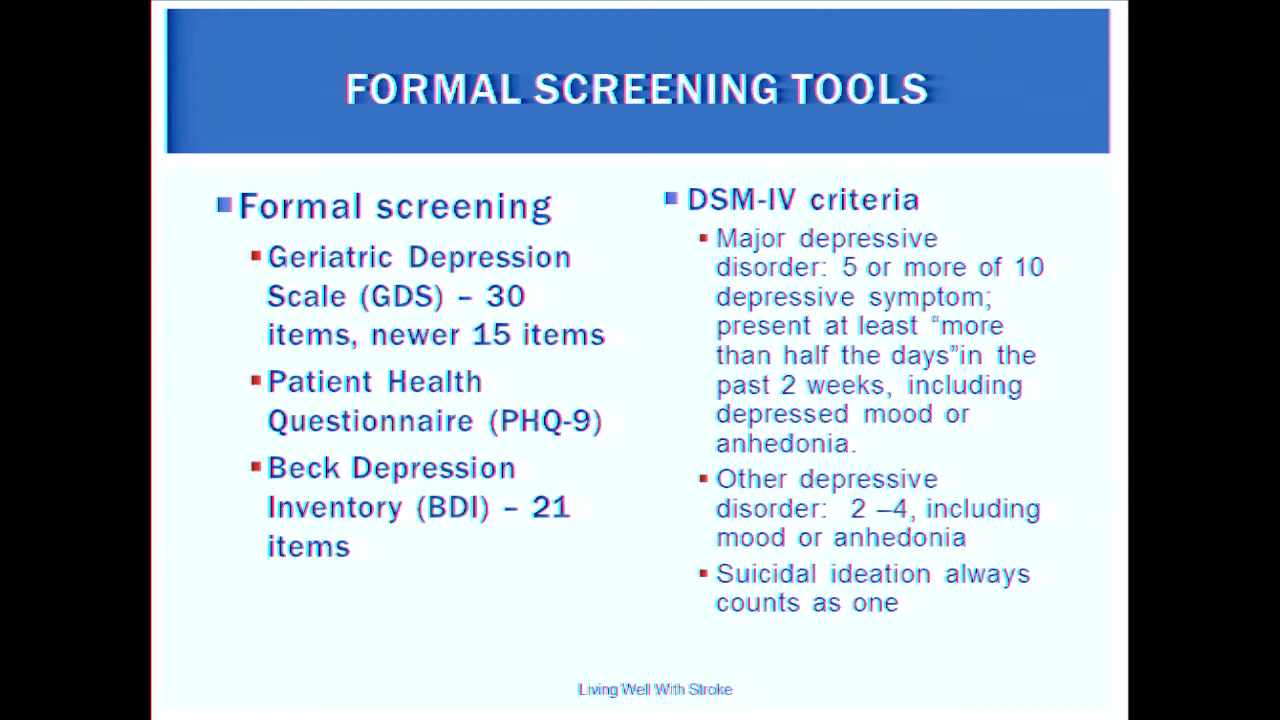 FORMAL SCREENING TOOLS
Formal screening
Geriatric Depression
Scale (GDS) – 30
items, newer 15 items
Patient Health
Questionnaire (PHQ-9)
Beck Depression
Inventory (BDI) – 21
items
DSM-IV criteria
Major depressive
disorder: 5 or more of 10
depressive symptom;
present at least “more
than half the days”in the
past 2 weeks, including
depressed mood or
anhedonia.
Other depressive
disorder: 2 –4, including
mood or anhedonia
Suicidal ideation always
counts as one
Living Well With Stroke